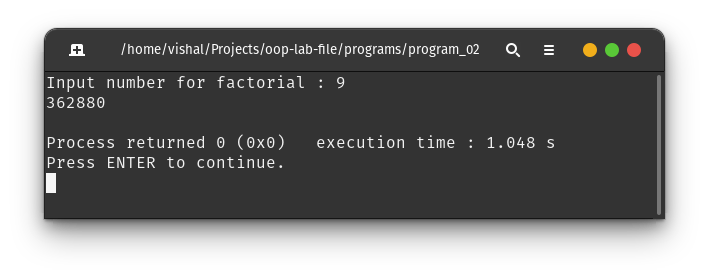 /home/vishal/Projects/oop-lab-file/programs/program_02
Input number for factorial : 9
362880
Process returned 0 (0x0)   execution time : 1.048 s
Press ENTER to continue.